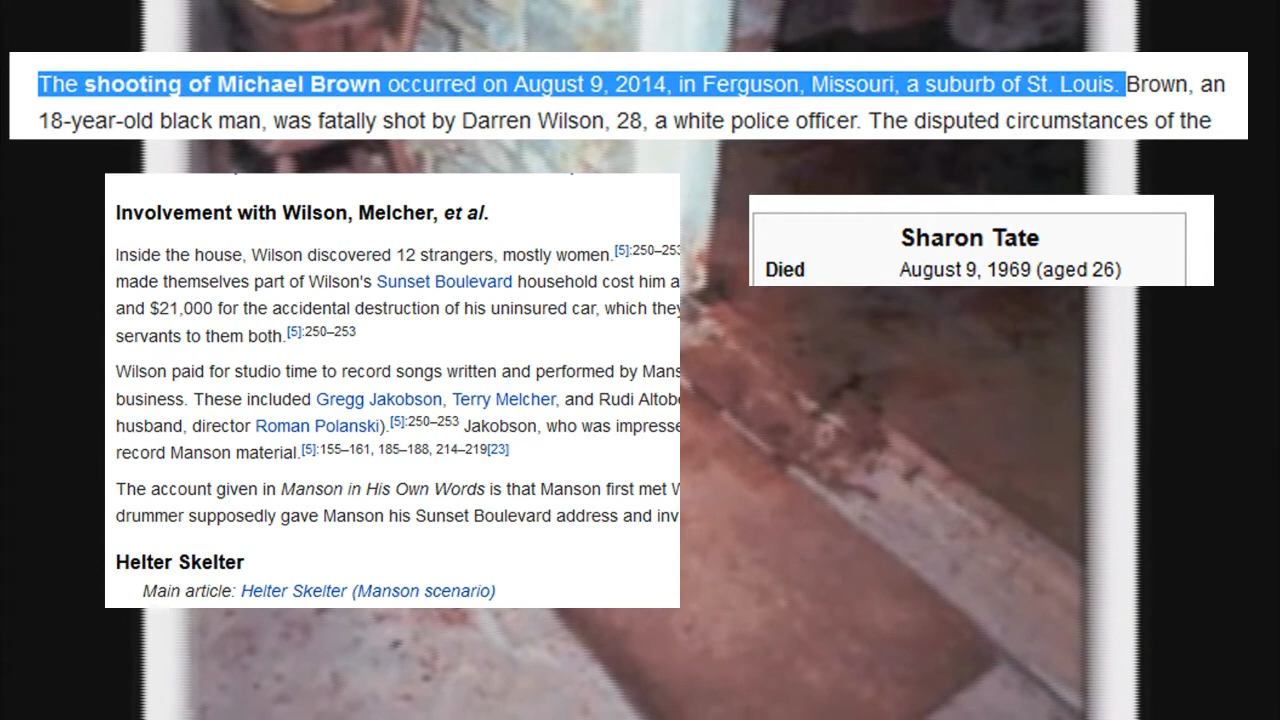 The shooting of Michael Brown occurred on August 9, 2014, in Ferguson, Missouri, a suburb of St. Louis. Brown, an
18-year-old black man, was fatally shot by Darren Wilson, 28, a white police officer. The disputed circumstances of the
Involvement with Wilson, Melcher, et al.
Inside the house, Wilson discovered 12 strangers, mostly women.[5]:250–253
made themselves part of Wilson's Sunset Boulevard household cost him a
and $21,000 for the accidental destruction of his uninsured car, which they
servants to them both.[5]:250–253
Wilson paid for studio time to record songs written and performed by Mans
business. These included Gregg Jakobson, Terry Melcher, and Rudi Altobe
husband, director Roman Polanski).[5]:250–253 Jakobson, who was impresse
record Manson material.[5]:155–161, 185–188, 214–219[23]
The account given in Manson in His Own Words is that Manson first met W
drummer supposedly gave Manson his Sunset Boulevard address and inv
Helter Skelter
Main article: Helter Skelter (Manson scenario)
Sharon Tate
Died August 9, 1969 (aged 26)